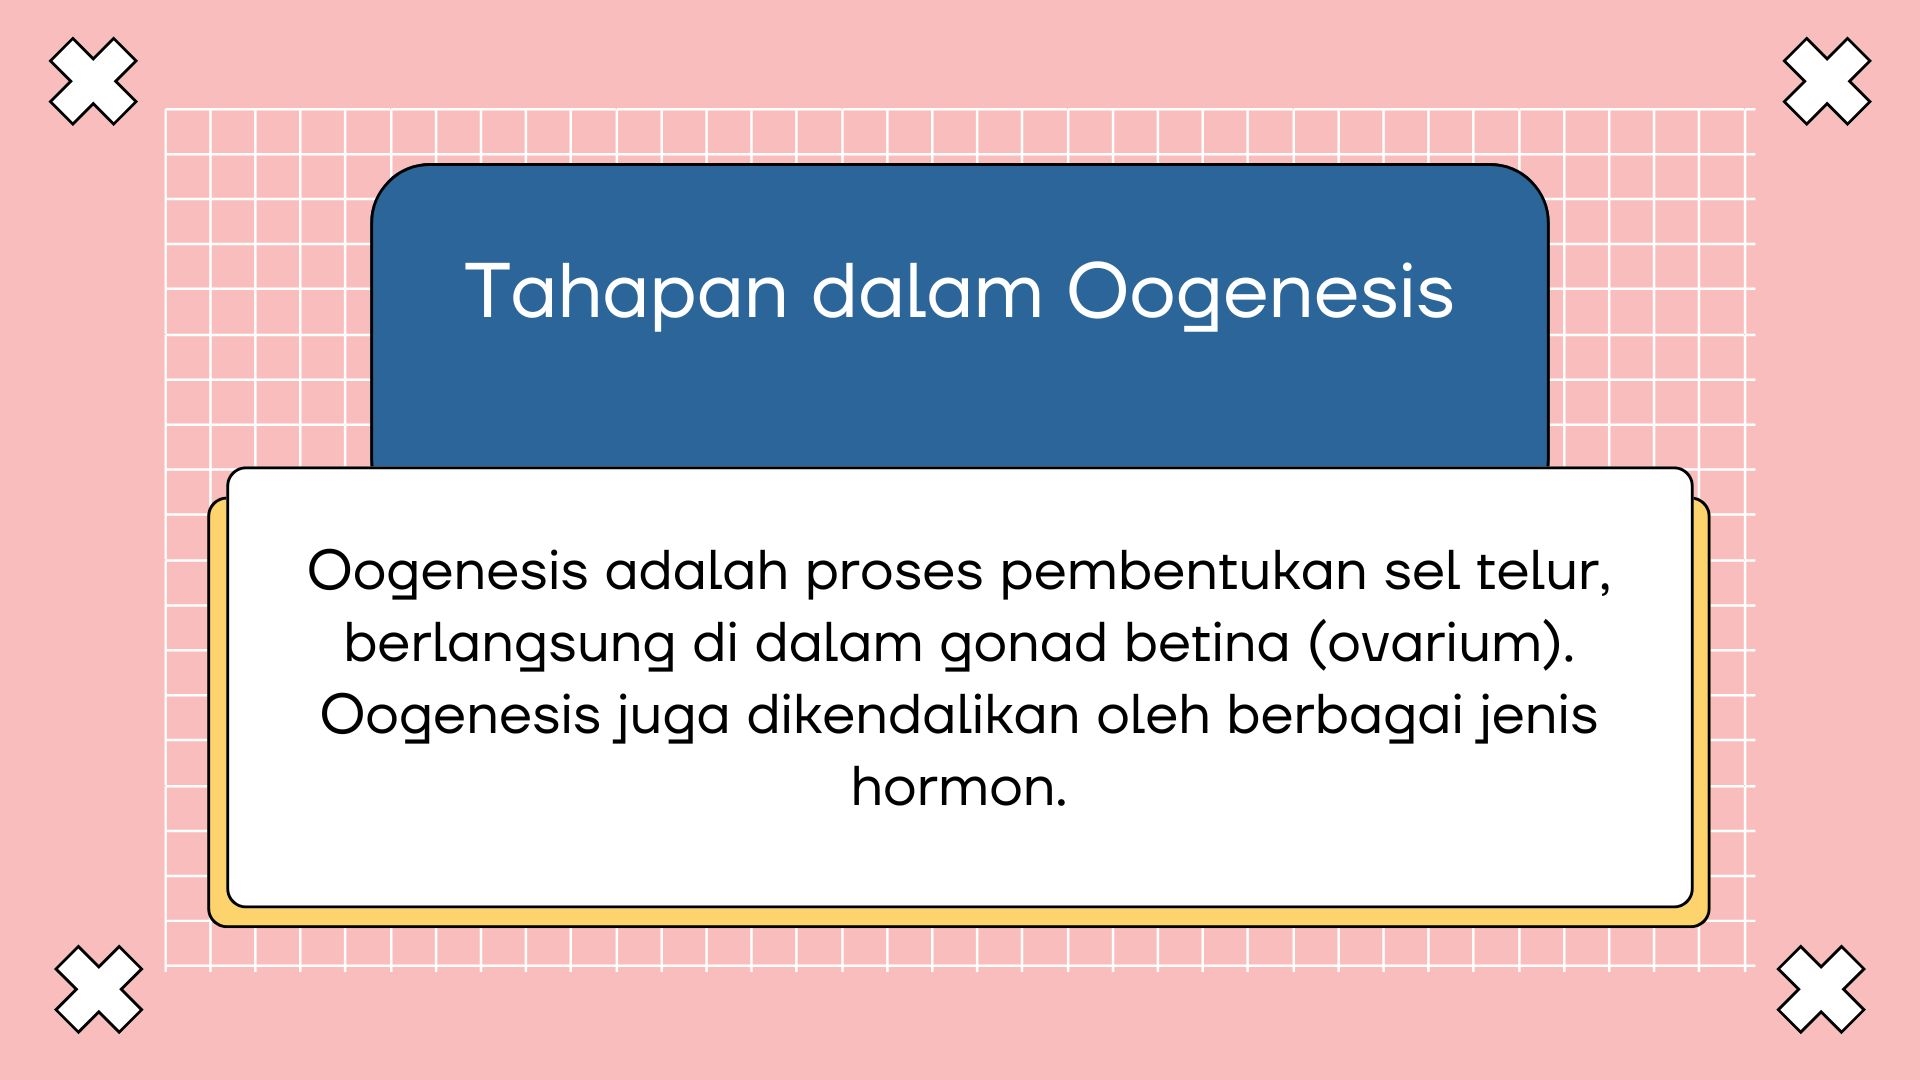 Tahapan dalam Oogenesis
Oogenesis adalah proses pembentukan sel telur,
berlangsung di dalam gonad betina (ovarium).
Oogenesis juga dikendalikan oleh berbagai jenis
hormon.